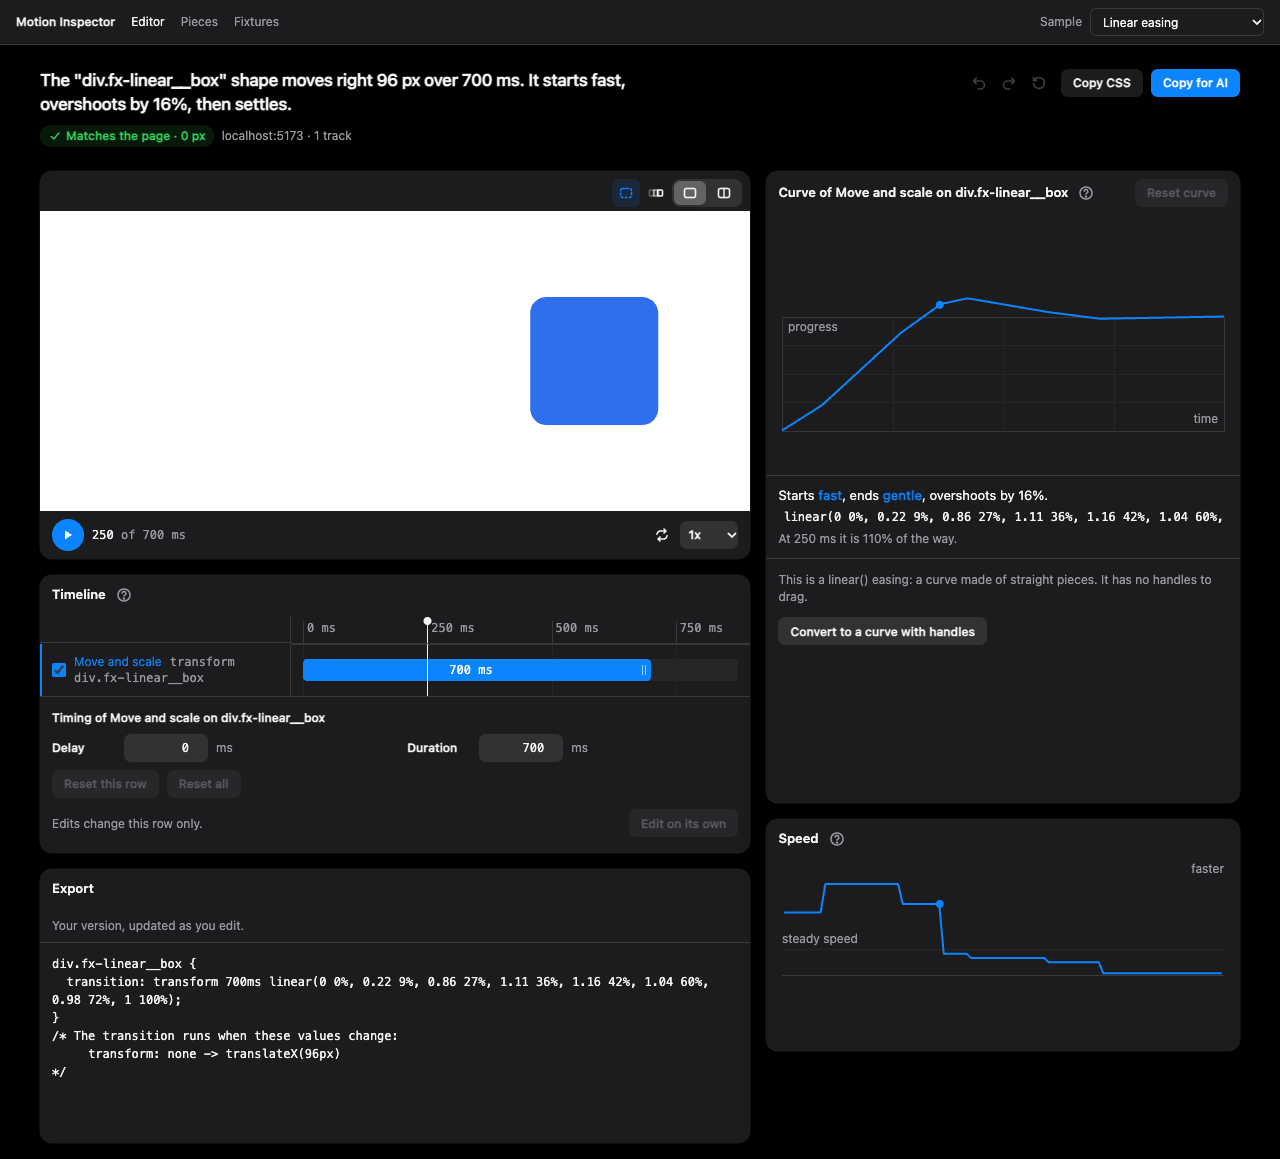 Motion Inspector Editor Pieces Fixtures Sample Linear easing
The "div.fx-linear__box" shape moves right 96 px over 700 ms. It starts fast,
overshoots by 16%, then settles.
Copy CSS Copy for AI
Matches the page · 0 px localhost:5173 · 1 track
250 of 700 ms 1x
Timeline
0 ms 250 ms 500 ms 750 ms
Move and scale transform
div.fx-linear__box
700 ms
Timing of Move and scale on div.fx-linear__box
Delay 0 ms Duration 700 ms
Reset this row Reset all
Edits change this row only. Edit on its own
Export
Your version, updated as you edit.
div.fx-linear__box {
transition: transform 700ms linear(0 0%, 0.22 9%, 0.86 27%, 1.11 36%, 1.16 42%, 1.04 60%,
0.98 72%, 1 100%);
}
/* The transition runs when these values change:
transform: none -> translateX(96px)
*/
Curve of Move and scale on div.fx-linear__box Reset curve
progress
time
Starts fast, ends gentle, overshoots by 16%.
linear(0 0%, 0.22 9%, 0.86 27%, 1.11 36%, 1.16 42%, 1.04 60%,
At 250 ms it is 110% of the way.
This is a linear() easing: a curve made of straight pieces. It has no handles to
drag.
Convert to a curve with handles
Speed
faster
steady speed